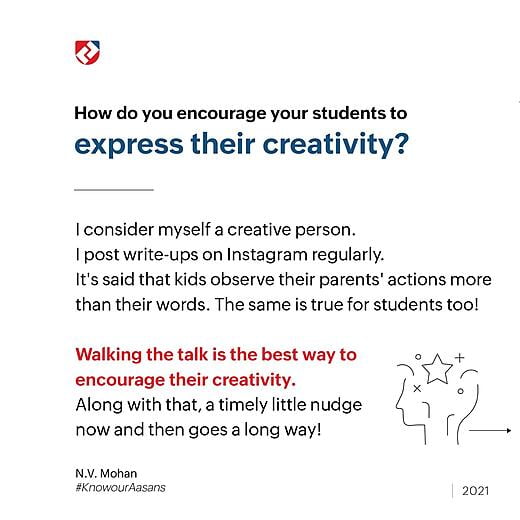 How do you encourage your students to
express their creativity?
I consider myself a creative person.
I post write-ups on Instagram regularly.
It's said that kids observe their parents' actions more
than their words. The same is true for students too!
Walking the talk is the best way to
encourage their creativity.
Along with that, a timely little nudge
now and then goes a long way!
N.V. Mohan
#KnowourAasans
2021